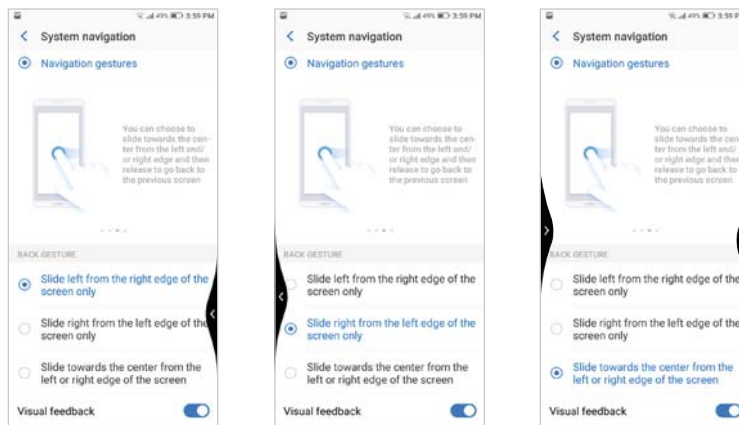 49% 3:59 PM
System navigation
Navigation gestures
You can choose to
slide towards the cen-
ter from the left and/
or right edge and then
release to go back to
the previous screen
BACK GESTURE
Slide left from the right edge of the
screen only
Slide right from the left edge of the
screen only
Slide towards the center from the
left or right edge of the screen
Visual feedback
49% 3:59 PM
System navigation
Navigation gestures
You can choose to
slide towards the cen-
ter from the left and/
or right edge and then
release to go back to
the previous screen
BACK GESTURE
Slide left from the right edge of the
screen only
Slide right from the left edge of the
screen only
Slide towards the center from the
left or right edge of the screen
Visual feedback
49% 3:59 P
System navigation
Navigation gestures
You can choose to
slide towards the cen
ter from the left and/
or right edge and then
release to go back to
the previous screen
BACK GESTURE
Slide left from the right edge of the
screen only
Slide right from the left edge of the
screen only
Slide towards the center from the
left or right edge of the screen
Visual feedback